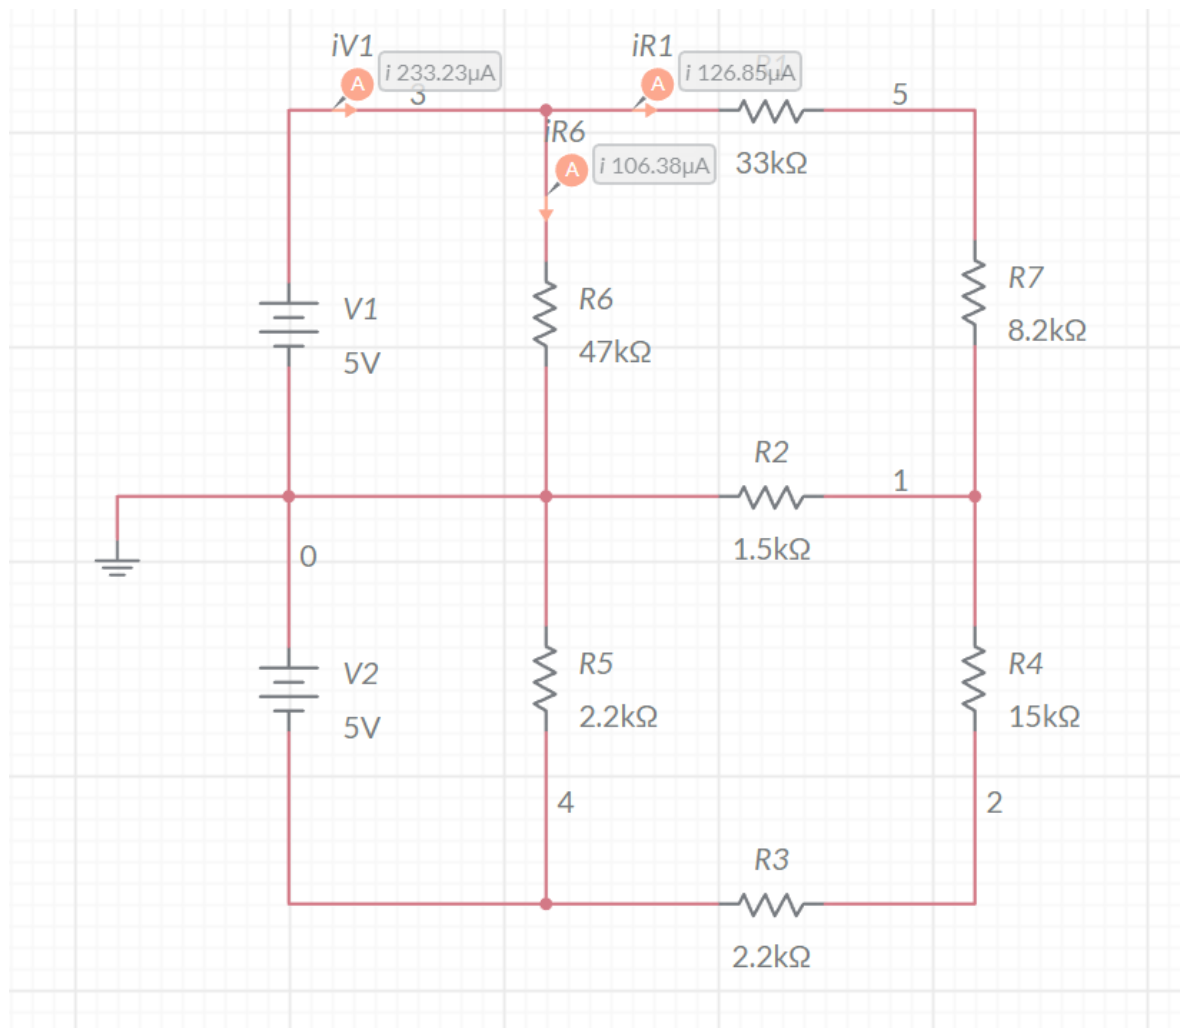 iV1
A
i 233.23µA
3
iR1
A
i 126.85µA
R1
33kΩ
5
iR6
A
i 106.38µA
V1
5V
R6
47kΩ
R7
8.2kΩ
R2
1.5kΩ
1
0
V2
5V
R5
2.2kΩ
R4
15kΩ
4
2
R3
2.2kΩ